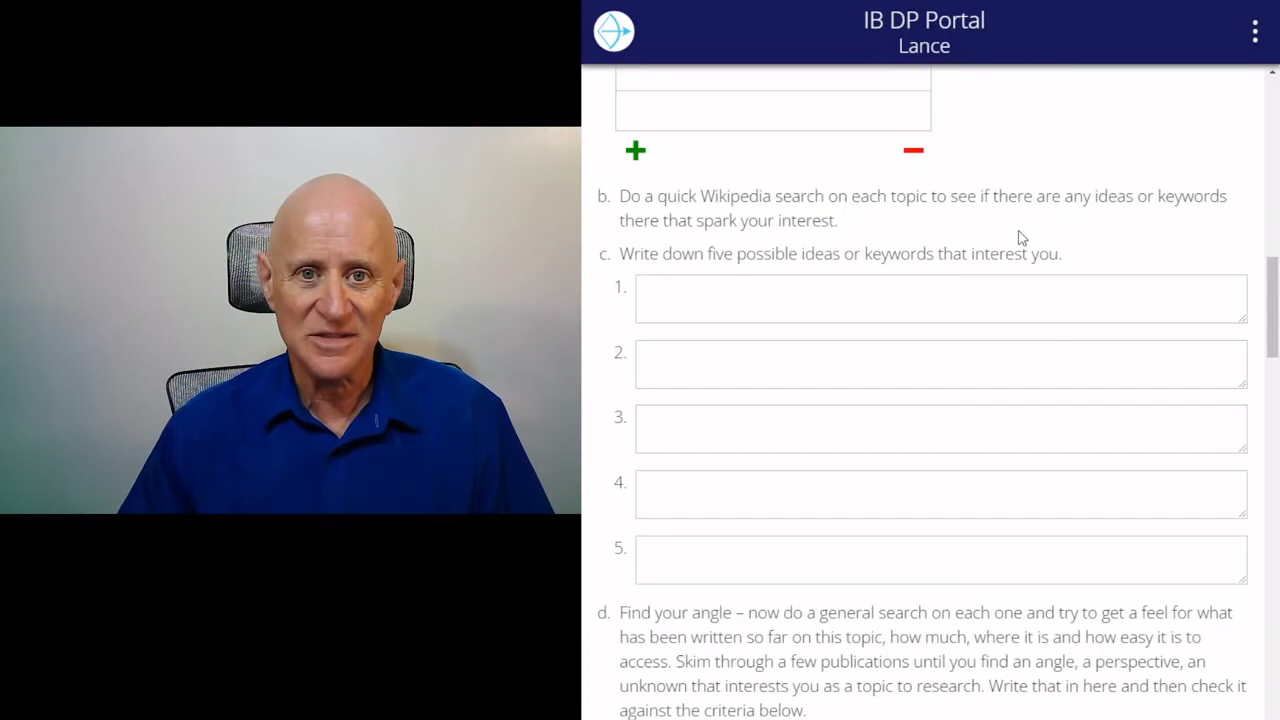 IB DP Portal
Lance
b. Do a quick Wikipedia search on each topic to see if there are any ideas or keywords
there that spark your interest.
c. Write down five possible ideas or keywords that interest you.
1.
2.
3.
4.
5.
d. Find your angle – now do a general search on each one and try to get a feel for what
has been written so far on this topic, how much, where it is and how easy it is to
access. Skim through a few publications until you find an angle, a perspective, an
unknown that interests you as a topic to research. Write that in here and then check it
against the criteria below.